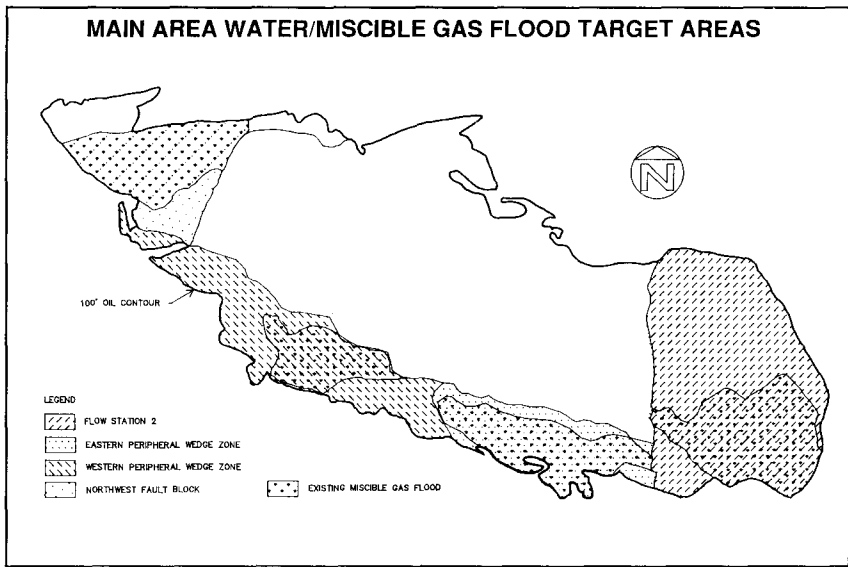 MAIN AREA WATER/MISCIBLE GAS FLOOD TARGET AREAS
N
100' OIL CONTOUR
LEGEND
FLOW STATION 2
EASTERN PERIPHERAL WEDGE ZONE
WESTERN PERIPHERAL WEDGE ZONE
NORTHWEST FAULT BLOCK
EXISTING MISCIBLE GAS FLOOD